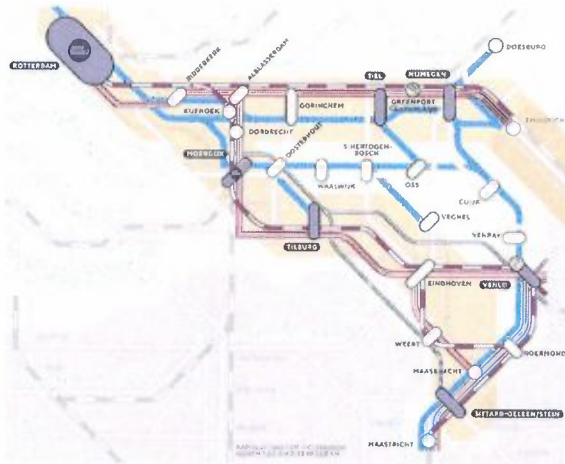 DOESBURG
ROTTERDAM
RIDDERKERK
ALBLASSERDAM
TIEL
NIJMEGEN
GORINCHEM
GREENPORT
KIJFHOEK
DORDRECHT
MOERDIJK
OOSTERHOUT
'S HERTOGEN-
BOSCH
WAALWIJK
OSS
CUIJK
VEGHEL
VENRAY
TILBURG
EINDHOVEN
VENLO
WEERT
ROERMOND
MAASBRACHT
SITTARD-GELEEN/STEIN
MAASTRICHT